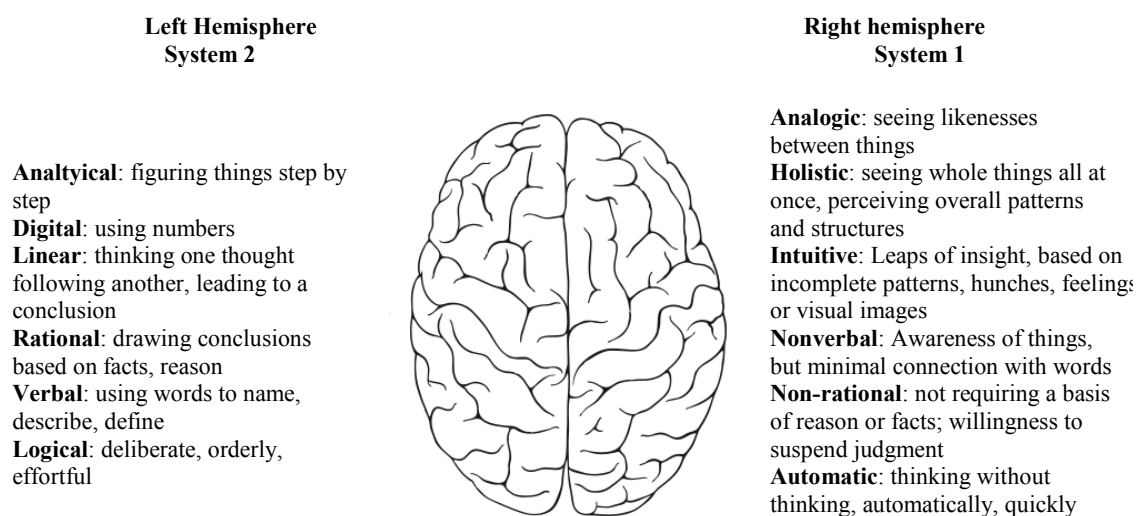 Left Hemisphere
System 2
Analtyical: figuring things step by
step
Digital: using numbers
Linear: thinking one thought
following another, leading to a
conclusion
Rational: drawing conclusions
based on facts, reason
Verbal: using words to name,
describe, define
Logical: deliberate, orderly,
effortful
Right hemisphere
System 1
Analogic: seeing likenesses
between things
Holistic: seeing whole things all at
once, perceiving overall patterns
and structures
Intuitive: Leaps of insight, based on
incomplete patterns, hunches, feelings
or visual images
Nonverbal: Awareness of things,
but minimal connection with words
Non-rational: not requiring a basis
of reason or facts; willingness to
suspend judgment
Automatic: thinking without
thinking, automatically, quickly